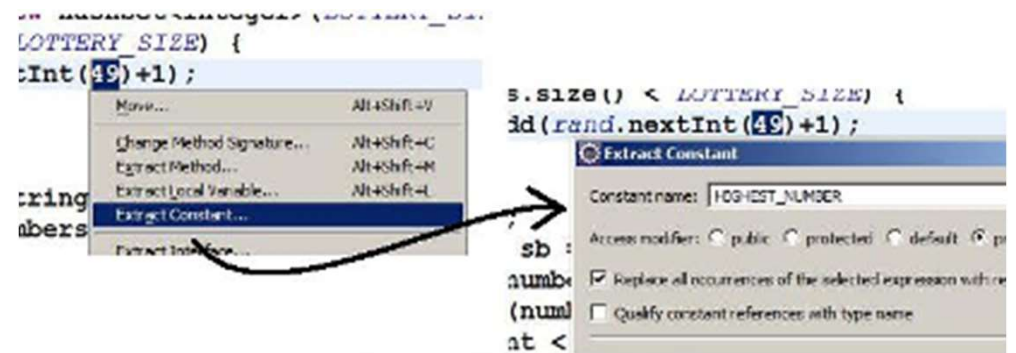 LOTTERY_SIZE) {
tInt(49)+1);
Move... Alt+Shift+V
Change Method Signature... Alt+Shift+C
Extract Method... Alt+Shift+M
Extract Local Variable... Alt+Shift+L
Extract Constant...
Extract Interface...
tring
mbers
s.size() < LOTTERY_SIZE) {
dd(rand.nextInt(49)+1);
Extract Constant
Constant name: HIGHEST_NUMBER
Access modifier: public protected default
Replace all occurrences of the selected expression with
Qualify constant references with type name
sb
(num
nt <